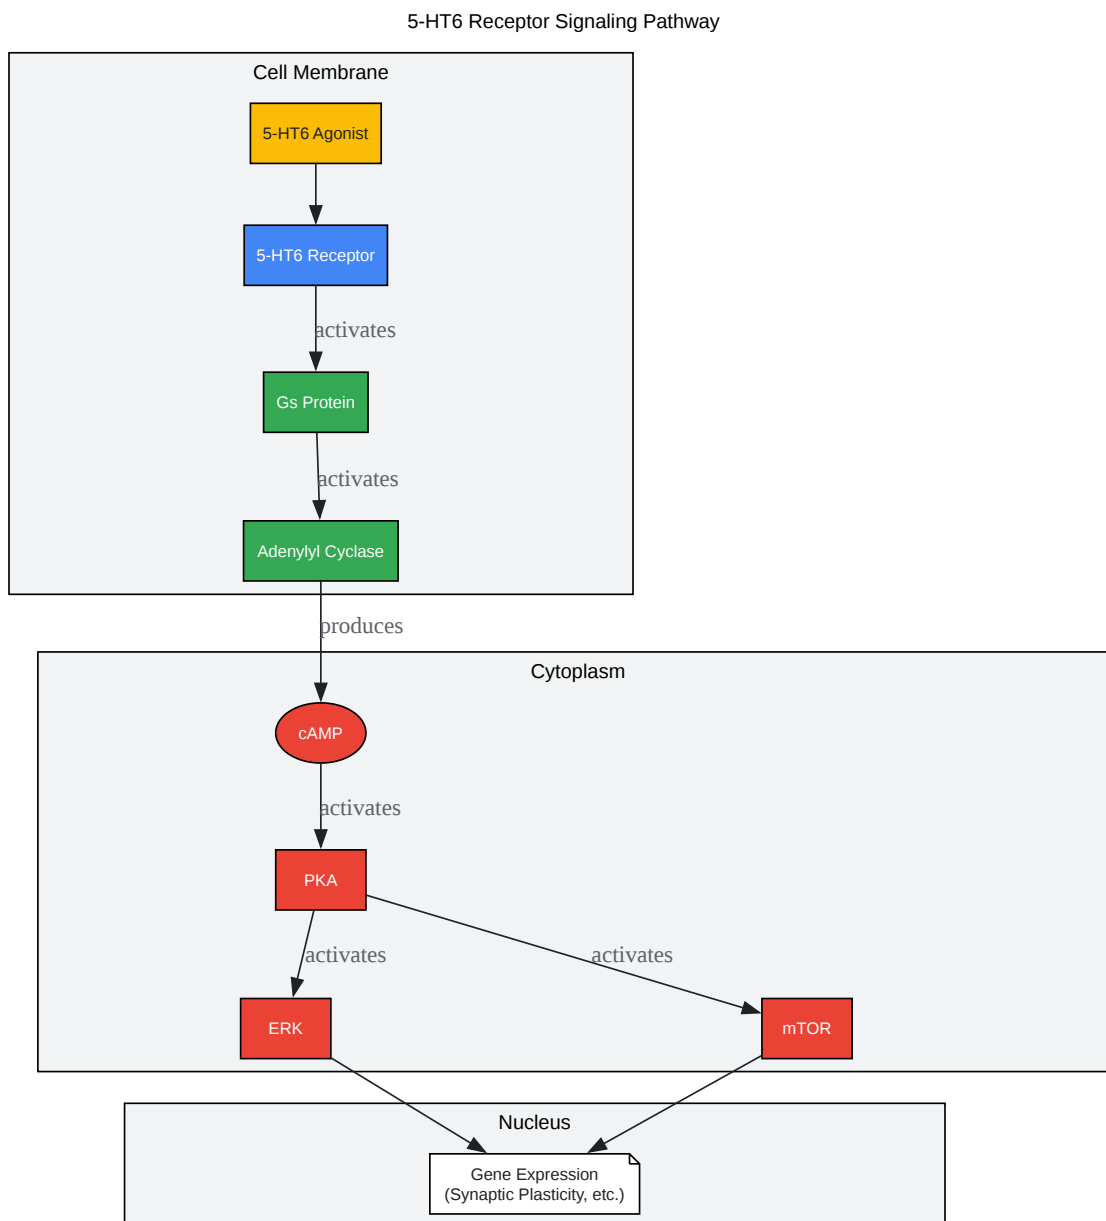 5-HT6 Receptor Signaling Pathway
Cell Membrane
5-HT6 Agonist
5-HT6 Receptor
activates
Gs Protein
activates
Adenylyl Cyclase
produces
Cytoplasm
cAMP
activates
PKA
activates
activates
ERK
mTOR
Nucleus
Gene Expression
(Synaptic Plasticity, etc.)